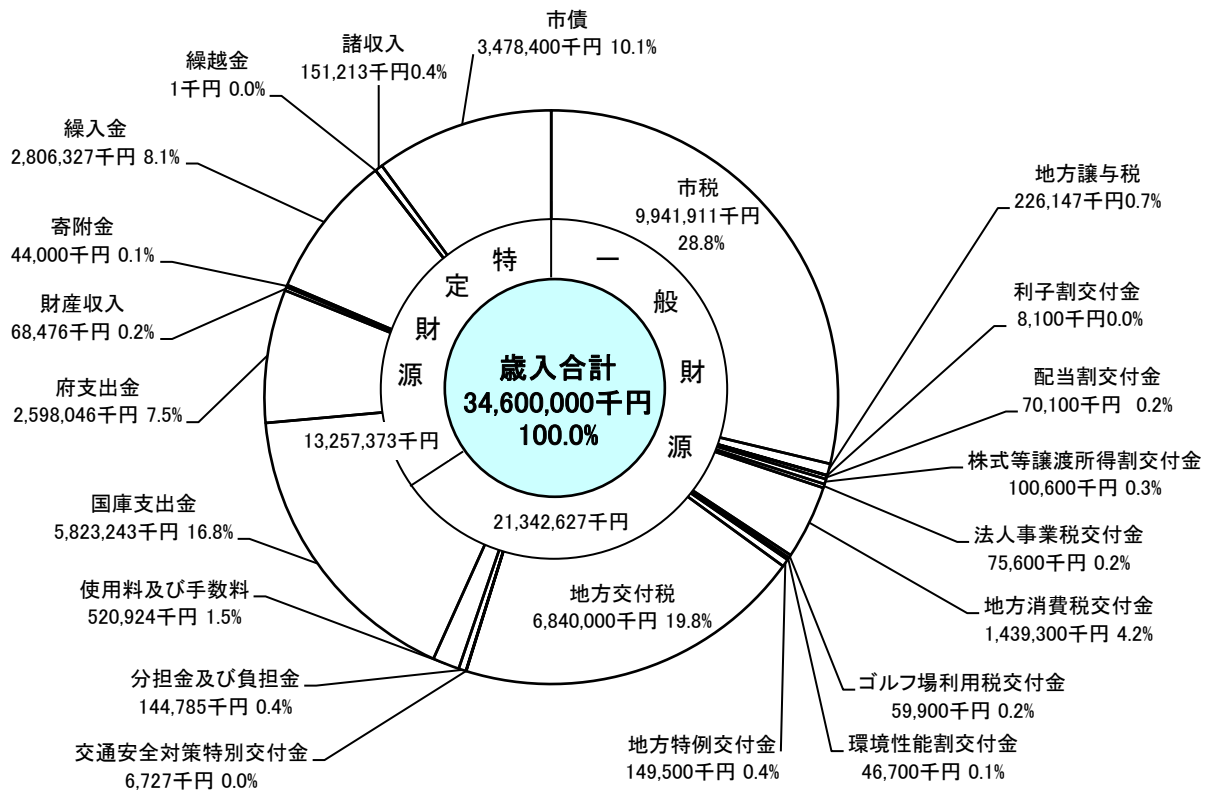 市債
3,478,400千円 10.1%
諸収入
151,213千円0.4%
繰越金
1千円 0.0%
繰入金
2,806,327千円 8.1%
寄附金
44,000千円 0.1%
財産収入
68,476千円 0.2%
府支出金
2,598,046千円 7.5%
国庫支出金
5,823,243千円 16.8%
使用料及び手数料
520,924千円 1.5%
分担金及び負担金
144,785千円 0.4%
交通安全対策特別交付金
6,727千円 0.0%
市税
9,941,911千円
28.8%
地方譲与税
226,147千円0.7%
利子割交付金
8,100千円0.0%
配当割交付金
70,100千円 0.2%
株式等譲渡所得割交付金
100,600千円 0.3%
法人事業税交付金
75,600千円 0.2%
地方消費税交付金
1,439,300千円 4.2%
ゴルフ場利用税交付金
59,900千円 0.2%
環境性能割交付金
46,700千円 0.1%
地方特例交付金
149,500千円 0.4%
地方交付税
6,840,000千円 19.8%
特定財源
13,257,373千円
一般財源
21,342,627千円
歳入合計
34,600,000千円
100.0%